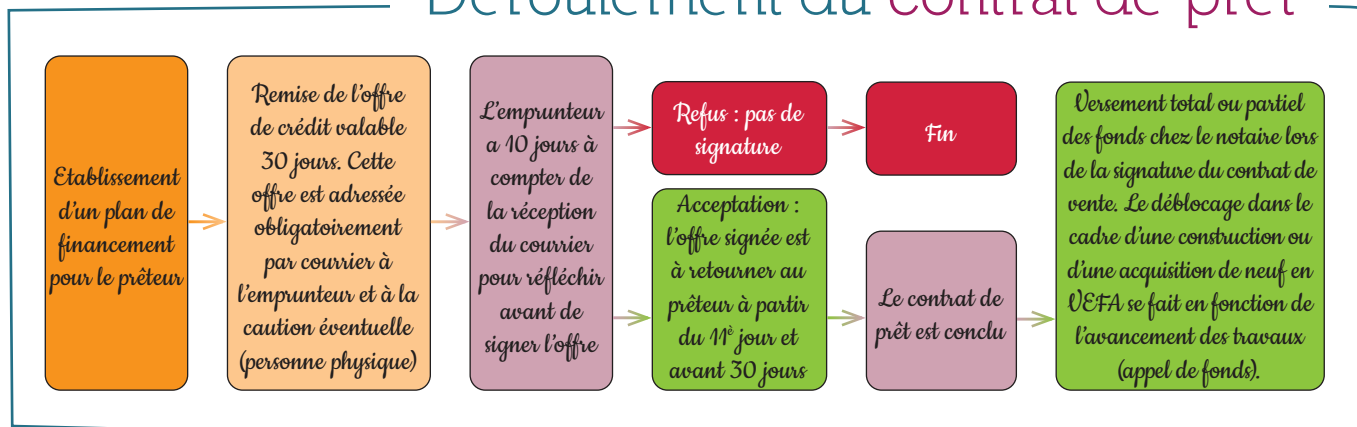 Déroulement du contrat de prêt
Etablissement
d'un plan de
financement
pour le prêteur
Remise de l'offre
de crédit valable
30 jours. Cette
offre est adressée
obligatoirement
par courrier à
l'emprunteur et à la
caution éventuelle
(personne physique)
L'emprunteur
a 10 jours à
compter de
la réception
du courrier
pour réfléchir
avant de
signer l'offre
Refus : pas de
signature
Fin
Acceptation :
l'offre signée est
à retourner au
prêteur à partir
du 11è jour et
avant 30 jours
Le contrat de
prêt est conclu
Versement total ou partiel
des fonds chez le notaire lors
de la signature du contrat de
vente. Le déblocage dans le
cadre d'une construction ou
d'une acquisition de neuf en
VEFA se fait en fonction de
l'avancement des travaux
(appel de fonds).